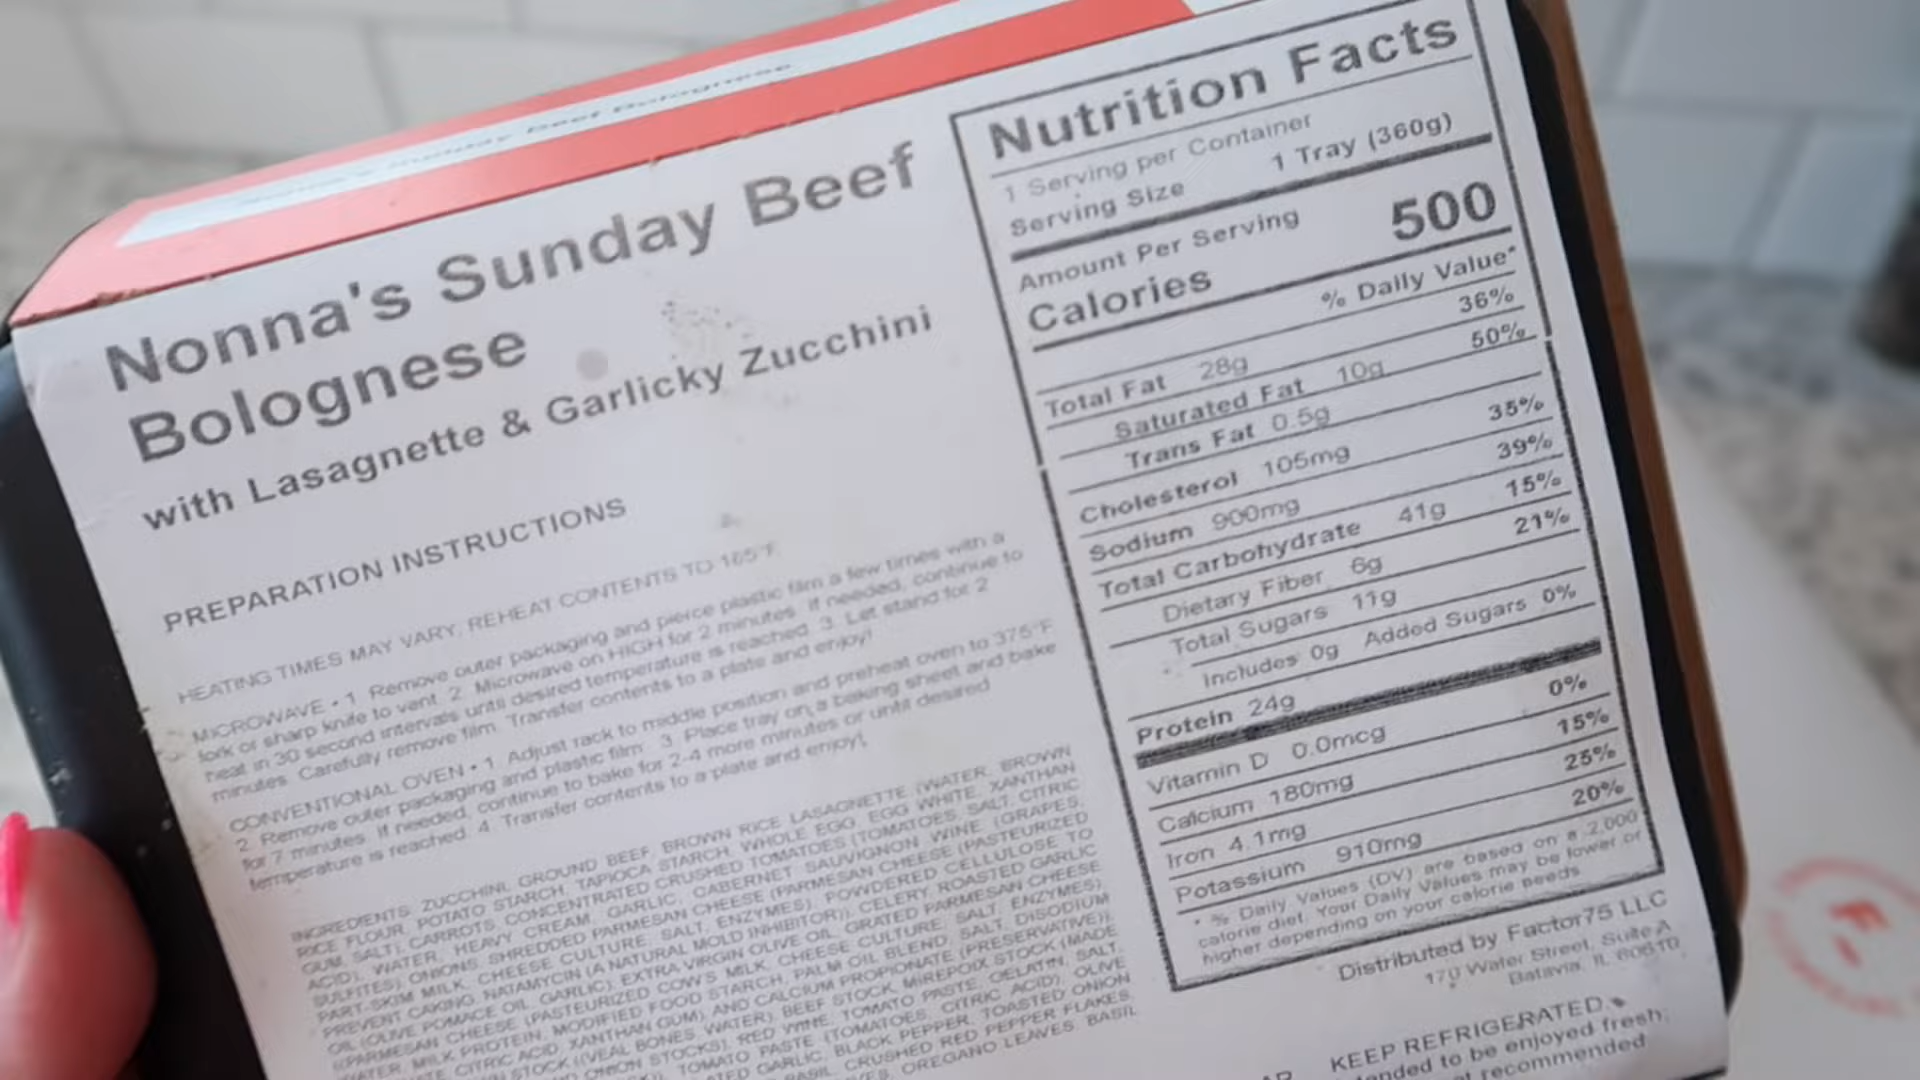 Nonna's Sunday Beef Bolognese
Nonna's Sunday Beef
Bolognese
with Lasagnette & Garlicky Zucchini
PREPARATION INSTRUCTIONS
HEATING TIMES MAY VARY, REHEAT CONTENTS TO 165°F.
MICROWAVE • 1. Remove outer packaging and pierce plastic film a few times with a
fork or sharp knife to vent. 2. Microwave on HIGH for 2 minutes. If needed, continue to
heat in 30 second intervals until desired temperature is reached. 3. Let stand for 2
minutes. Carefully remove film. Transfer contents to a plate and enjoy!
CONVENTIONAL OVEN • 1. Adjust rack to middle position and preheat oven to 375°F.
2. Remove outer packaging and plastic film. 3. Place tray on a baking sheet and bake
for 7 minutes. If needed, continue to bake for 2-4 more minutes or until desired
temperature is reached. 4. Transfer contents to a plate and enjoy!
INGREDIENTS: ZUCCHINI, GROUND BEEF, BROWN RICE LASAGNETTE (WATER, BROWN
RICE FLOUR, POTATO STARCH, TAPIOCA STARCH, WHOLE EGG, EGG WHITE, XANTHAN
GUM, SALT), CARROTS, CONCENTRATED CRUSHED TOMATOES (TOMATOES, SALT, CITRIC
ACID), WATER, HEAVY CREAM, GARLIC, CABERNET SAUVIGNON WINE (GRAPES,
SULFITES), ONIONS, SHREDDED PARMESAN CHEESE (PARMESAN CHEESE (PASTEURIZED
PART-SKIM MILK, CHEESE CULTURE, SALT, ENZYMES), POWDERED CELLULOSE TO
PREVENT CAKING, NATAMYCIN (A NATURAL MOLD INHIBITOR)), CELERY, ROASTED GARLIC
OIL (OLIVE POMACE OIL, GARLIC), EXTRA VIRGIN OLIVE OIL, GRATED PARMESAN CHEESE
((PARMESAN CHEESE (PASTEURIZED COW'S MILK, CHEESE CULTURE, SALT, ENZYMES),
WATER, MILK PROTEIN, MODIFIED FOOD STARCH, PALM OIL BLEND, SALT, DISODIUM
CITRIC ACID, XANTHAN GUM) AND CALCIUM PROPIONATE (PRESERVATIVE)),
STOCK ((VEAL BONES, WATER), RED WINE, BEEF STOCK, MIREPOIX STOCK (MADE
ONION STOCKS), TOMATO PASTE, GELATIN, SALT,
TOMATO PASTE (TOMATOES, CITRIC ACID), OLIVE
GARLIC, BLACK PEPPER, TOASTED ONION
BASIL, CRUSHED RED PEPPER FLAKES,
OREGANO LEAVES, BASIL
Nutrition Facts
1 Serving per Container
Serving Size 1 Tray (360g)
Amount Per Serving
Calories 500
% Daily Value*
Total Fat 28g 36%
Saturated Fat 10g 50%
Trans Fat 0.5g
Cholesterol 105mg 35%
Sodium 900mg 39%
Total Carbohydrate 41g 15%
Dietary Fiber 6g 21%
Total Sugars 11g
Includes 0g Added Sugars 0%
Protein 24g
Vitamin D 0.0mcg 0%
Calcium 180mg 15%
Iron 4.1mg 25%
Potassium 910mg 20%
* % Daily Values (DV) are based on a 2,000
calorie diet. Your Daily Values may be lower or
higher depending on your calorie needs
Distributed by Factor75 LLC
170 Water Street, Suite A
Batavia, IL 60510
KEEP REFRIGERATED.
to be enjoyed fresh;
recommended